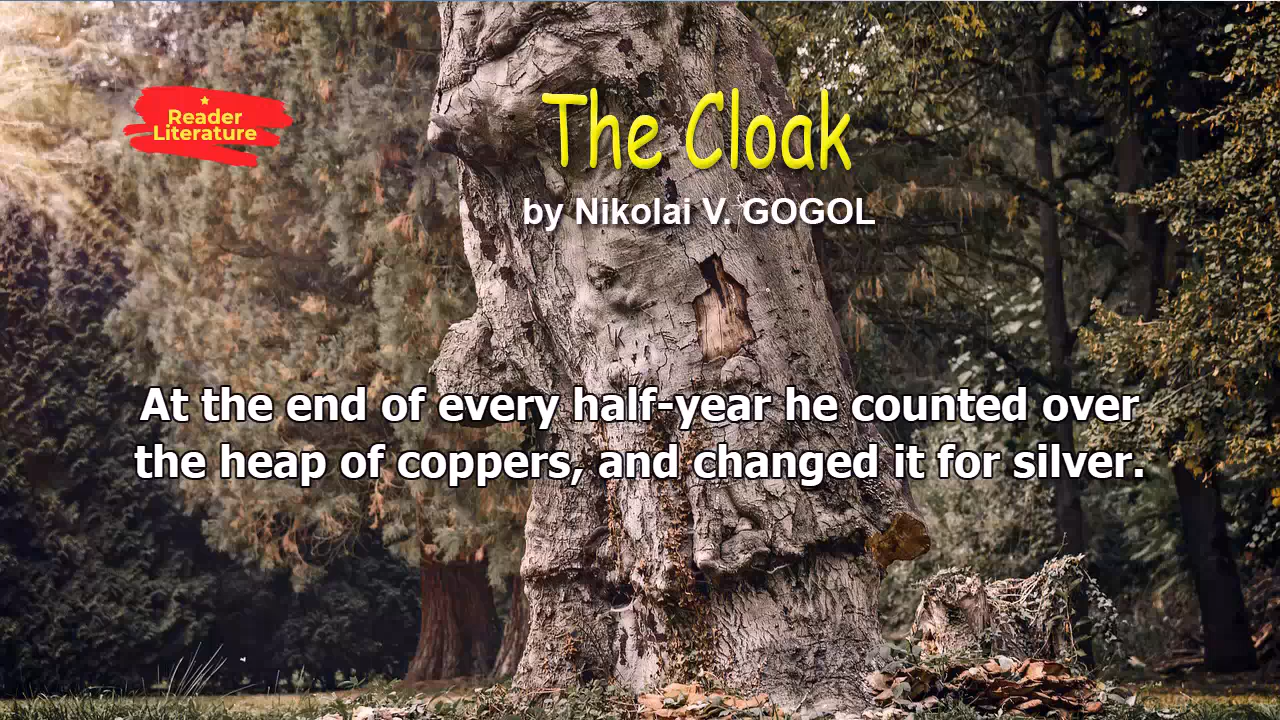 Reader
Literature
The Cloak
by Nikolai V. GOGOL
At the end of every half-year he counted over
the heap of coppers, and changed it for silver.